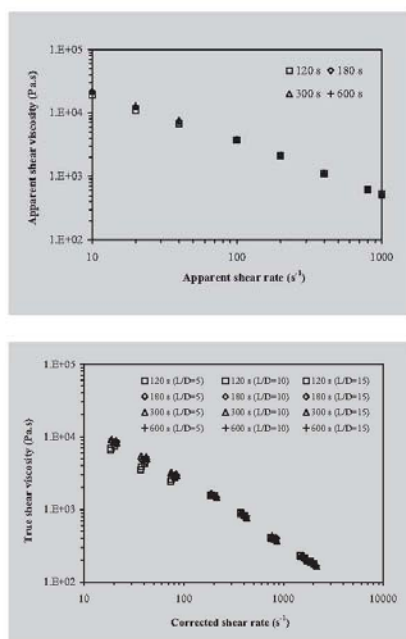 1.E+05
1.E+04
1.E+03
1.E+02
Apparent shear viscosity (Pa.s)
120 s 180 s
300 s 600 s
10 100 1000
Apparent shear rate (s⁻¹)
1.E+05
1.E+04
1.E+03
1.E+02
True shear viscosity (Pa.s)
120 s (L/D=5) 120 s (L/D=10) 120 s (L/D=15)
180 s (L/D=5) 180 s (L/D=10) 180 s (L/D=15)
300 s (L/D=5) 300 s (L/D=10) 300 s (L/D=15)
600 s (L/D=5) 600 s (L/D=10) 600 s (L/D=15)
10 100 1000 10000
Corrected shear rate (s⁻¹)